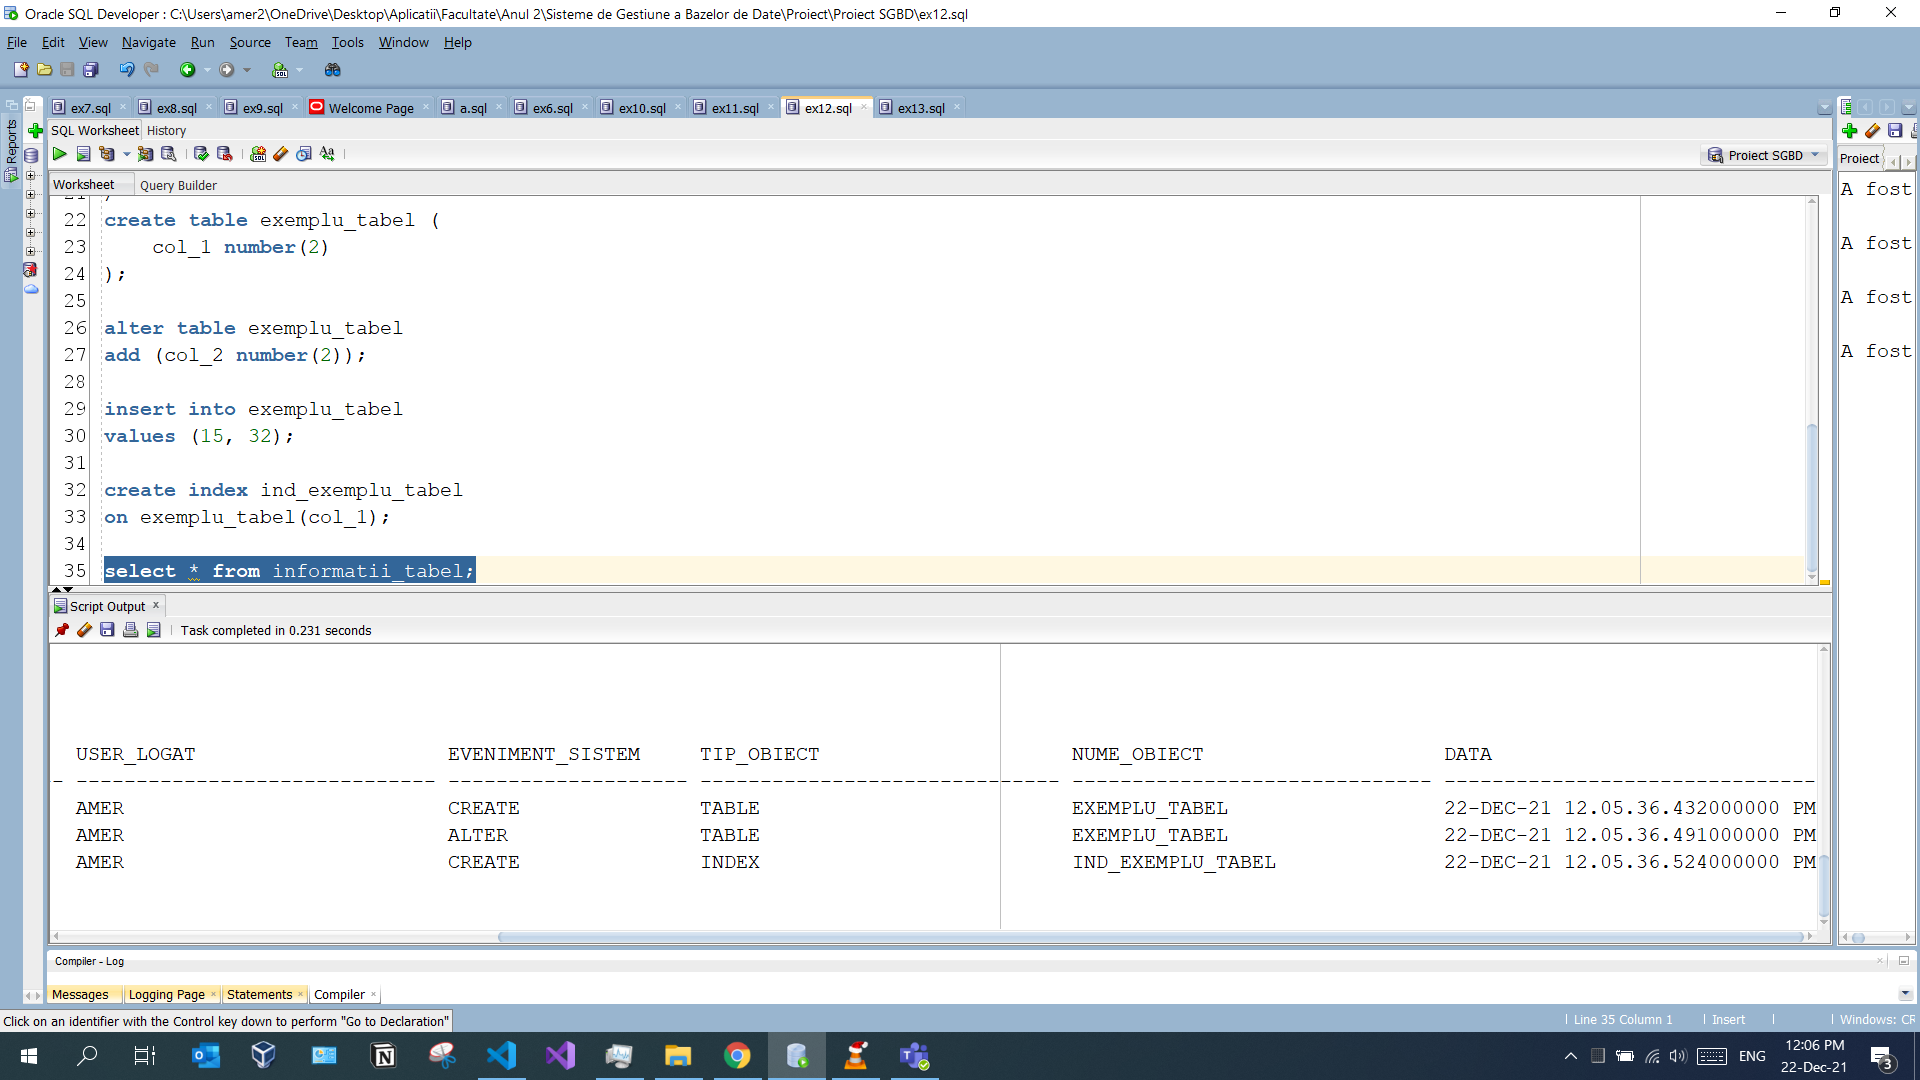 Oracle SQL Developer : C:\Users\amer2\OneDrive\Desktop\Aplicatii\Facultate\Anul 2\Sisteme de Gestiune a Bazelor de Date\Proiect\Proiect SGBD\ex12.sql
File Edit View Navigate Run Source Team Tools Window Help
ex7.sql ex8.sql ex9.sql Welcome Page a.sql ex6.sql ex10.sql ex11.sql ex12.sql ex13.sql
Reports
SQL Worksheet History
Proiect SGBD
Proiect
Worksheet Query Builder
22 create table exemplu_tabel (
23 col_1 number(2)
24 );
25
26 alter table exemplu_tabel
27 add (col_2 number(2));
28
29 insert into exemplu_tabel
30 values (15, 32);
31
32 create index ind_exemplu_tabel
33 on exemplu_tabel(col_1);
34
35 select * from informatii_tabel;
A fost
A fost
A fost
A fost
Script Output
Task completed in 0.231 seconds
USER_LOGAT EVENIMENT_SISTEM TIP_OBIECT NUME_OBIECT DATA
- ------------------------------ -------------------- ------------------------------ ------------------------------ -------------------------------
AMER CREATE TABLE EXEMPLU_TABEL 22-DEC-21 12.05.36.432000000 PM
AMER ALTER TABLE EXEMPLU_TABEL 22-DEC-21 12.05.36.491000000 PM
AMER CREATE INDEX IND_EXEMPLU_TABEL 22-DEC-21 12.05.36.524000000 PM
Compiler - Log
Messages Logging Page Statements Compiler
Click on an identifier with the Control key down to perform "Go to Declaration"
Line 35 Column 1 Insert Windows: CR
ENG 12:06 PM
22-Dec-21
3